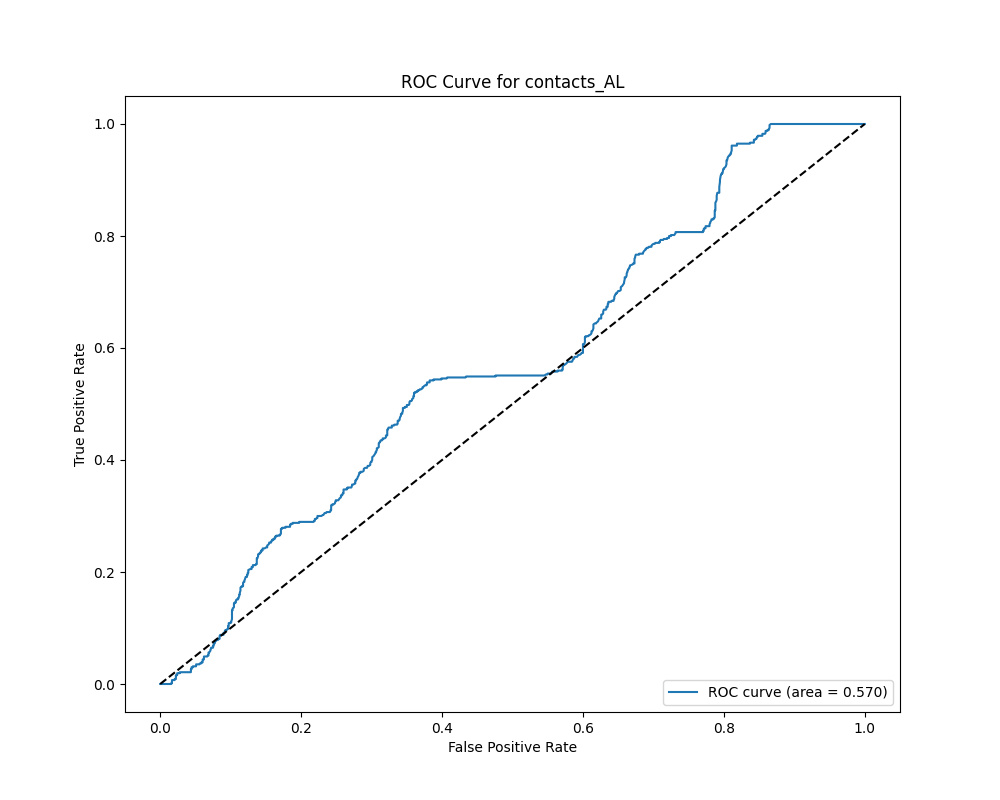 ROC Curve for contacts_AL
True Positive Rate
1.0
0.8
0.6
0.4
0.2
0.0
ROC curve (area = 0.570)
0.0 0.2 0.4 0.6 0.8 1.0
False Positive Rate